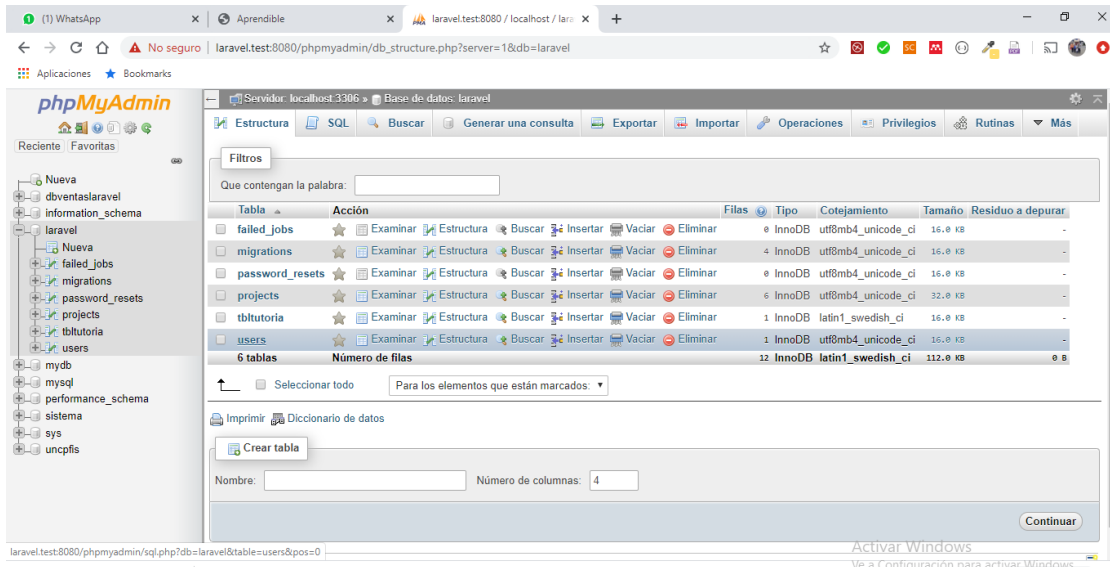 (1) WhatsApp
Aprendible
laravel.test:8080 / localhost / lara
No seguro
laravel.test:8080/phpmyadmin/db_structure.php?server=1&db=laravel
Aplicaciones Bookmarks
phpMyAdmin
Reciente Favoritas
Nueva
dbventaslaravel
information_schema
laravel
Nueva
failed_jobs
migrations
password_resets
projects
tbltutoria
users
mydb
mysql
performance_schema
sistema
sys
uncpfis
Servidor: localhost:3306 » Base de datos: laravel
Estructura SQL Buscar Generar una consulta Exportar Importar Operaciones Privilegios Rutinas Más
Filtros
Que contengan la palabra:
Tabla Acción Filas Tipo Cotejamiento Tamaño Residuo a depurar
failed_jobs Examinar Estructura Buscar Insertar Vaciar Eliminar 0 InnoDB utf8mb4_unicode_ci 16.0 KB -
migrations Examinar Estructura Buscar Insertar Vaciar Eliminar 4 InnoDB utf8mb4_unicode_ci 16.0 KB -
password_resets Examinar Estructura Buscar Insertar Vaciar Eliminar 0 InnoDB utf8mb4_unicode_ci 16.0 KB -
projects Examinar Estructura Buscar Insertar Vaciar Eliminar 6 InnoDB utf8mb4_unicode_ci 32.0 KB -
tbltutoria Examinar Estructura Buscar Insertar Vaciar Eliminar 1 InnoDB latin1_swedish_ci 16.0 KB -
users Examinar Estructura Buscar Insertar Vaciar Eliminar 1 InnoDB utf8mb4_unicode_ci 16.0 KB -
6 tablas Número de filas 12 InnoDB latin1_swedish_ci 112.0 KB 0 B
Seleccionar todo Para los elementos que están marcados:
Imprimir Diccionario de datos
Crear tabla
Nombre: Número de columnas: 4
Continuar
laravel.test:8080/phpmyadmin/sql.php?db=laravel&table=users&pos=0
Activar Windows
Ve a Configuración para activar Windows.